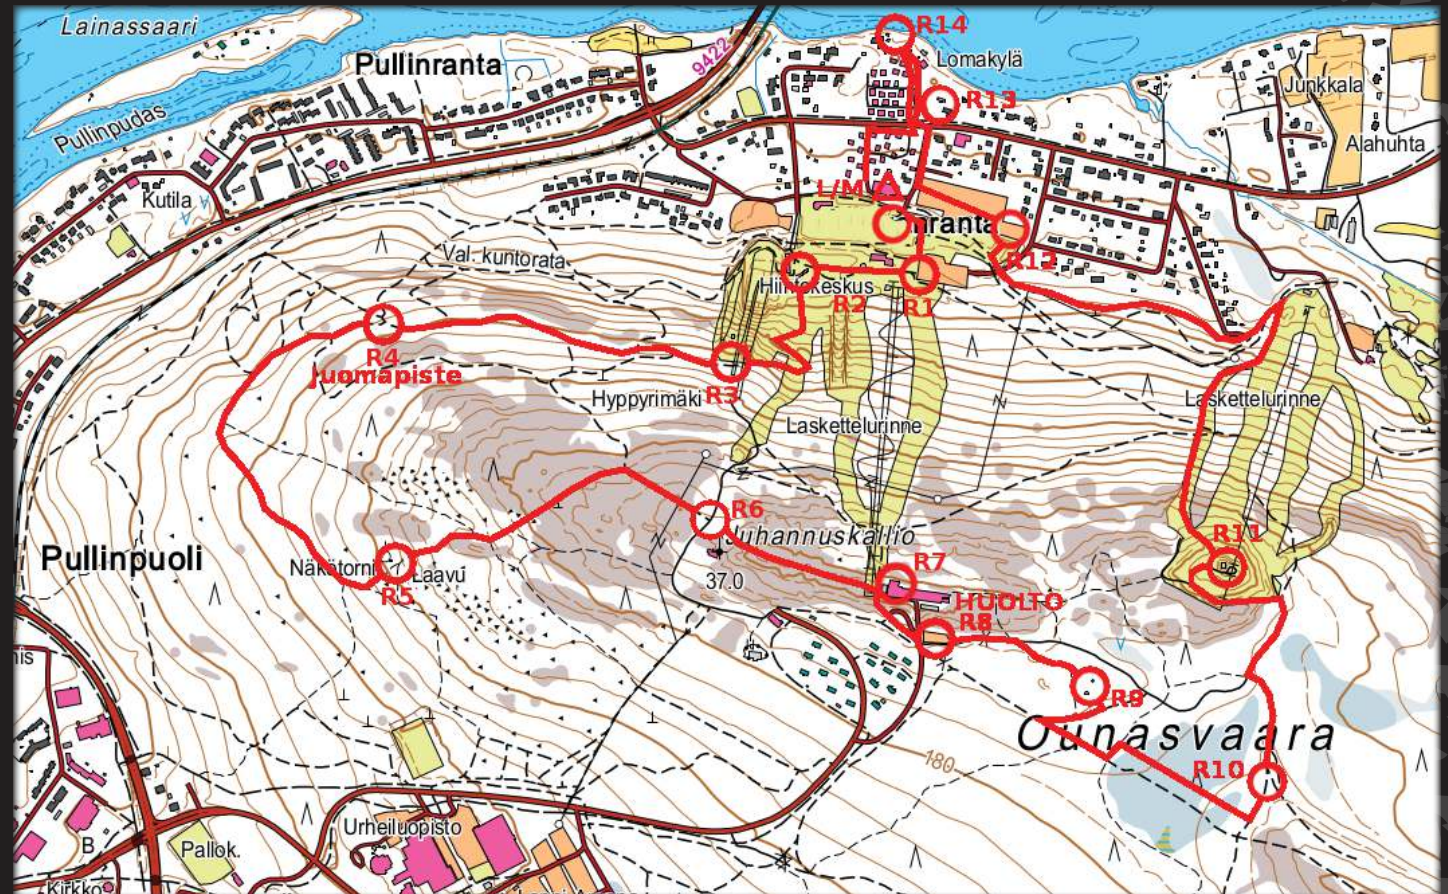 Lainassaari
R14
Pullinranta
9422
Lomakylä
Junkkala
R13
Pullinpudas
Alahuhta
L/M
Kutila
nranta
Val. kuntorata
R12
Hiihtokeskus
R2
R1
R4
Juomapiste
Hyppyrimäki
R3
Laskettelurinne
Laskettelurinne
R6
Juhannuskallio
R11
Pullinpuoli
Näkötorni
Laavu
R7
37.0
R5
HUOLTO
R8
R9
Ounasvaara
180
R10
Urheiluopisto
B
Pallok.
Kirkko